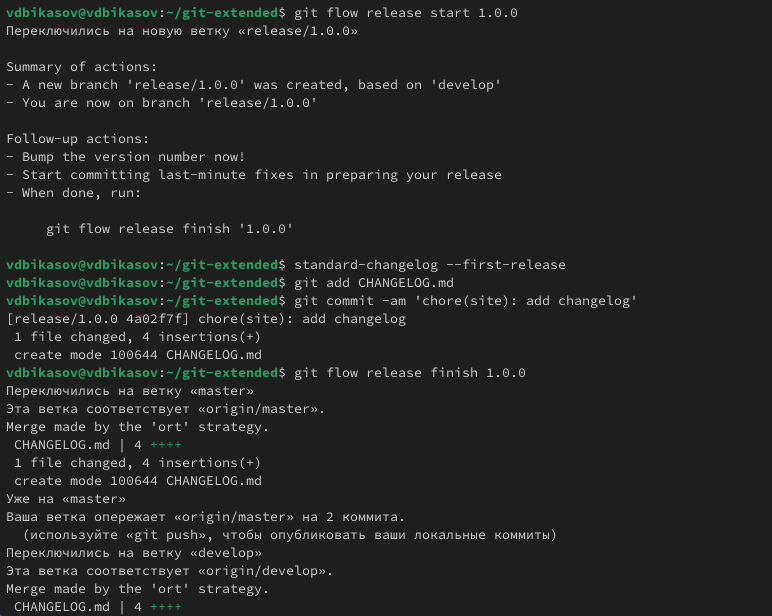 vdbikasov@vdbikasov:~/git-extended$ git flow release start 1.0.0
Переключились на новую ветку «release/1.0.0»

Summary of actions:
- A new branch 'release/1.0.0' was created, based on 'develop'
- You are now on branch 'release/1.0.0'

Follow-up actions:
- Bump the version number now!
- Start committing last-minute fixes in preparing your release
- When done, run:

     git flow release finish '1.0.0'

vdbikasov@vdbikasov:~/git-extended$ standard-changelog --first-release
vdbikasov@vdbikasov:~/git-extended$ git add CHANGELOG.md
vdbikasov@vdbikasov:~/git-extended$ git commit -am 'chore(site): add changelog'
[release/1.0.0 4a02f7f] chore(site): add changelog
 1 file changed, 4 insertions(+)
 create mode 100644 CHANGELOG.md
vdbikasov@vdbikasov:~/git-extended$ git flow release finish 1.0.0
Переключились на ветку «master»
Эта ветка соответствует «origin/master».
Merge made by the 'ort' strategy.
 CHANGELOG.md | 4 ++++
 1 file changed, 4 insertions(+)
 create mode 100644 CHANGELOG.md
Уже на «master»
Ваша ветка опережает «origin/master» на 2 коммита.
  (используйте «git push», чтобы опубликовать ваши локальные коммиты)
Переключились на ветку «develop»
Эта ветка соответствует «origin/develop».
Merge made by the 'ort' strategy.
 CHANGELOG.md | 4 ++++